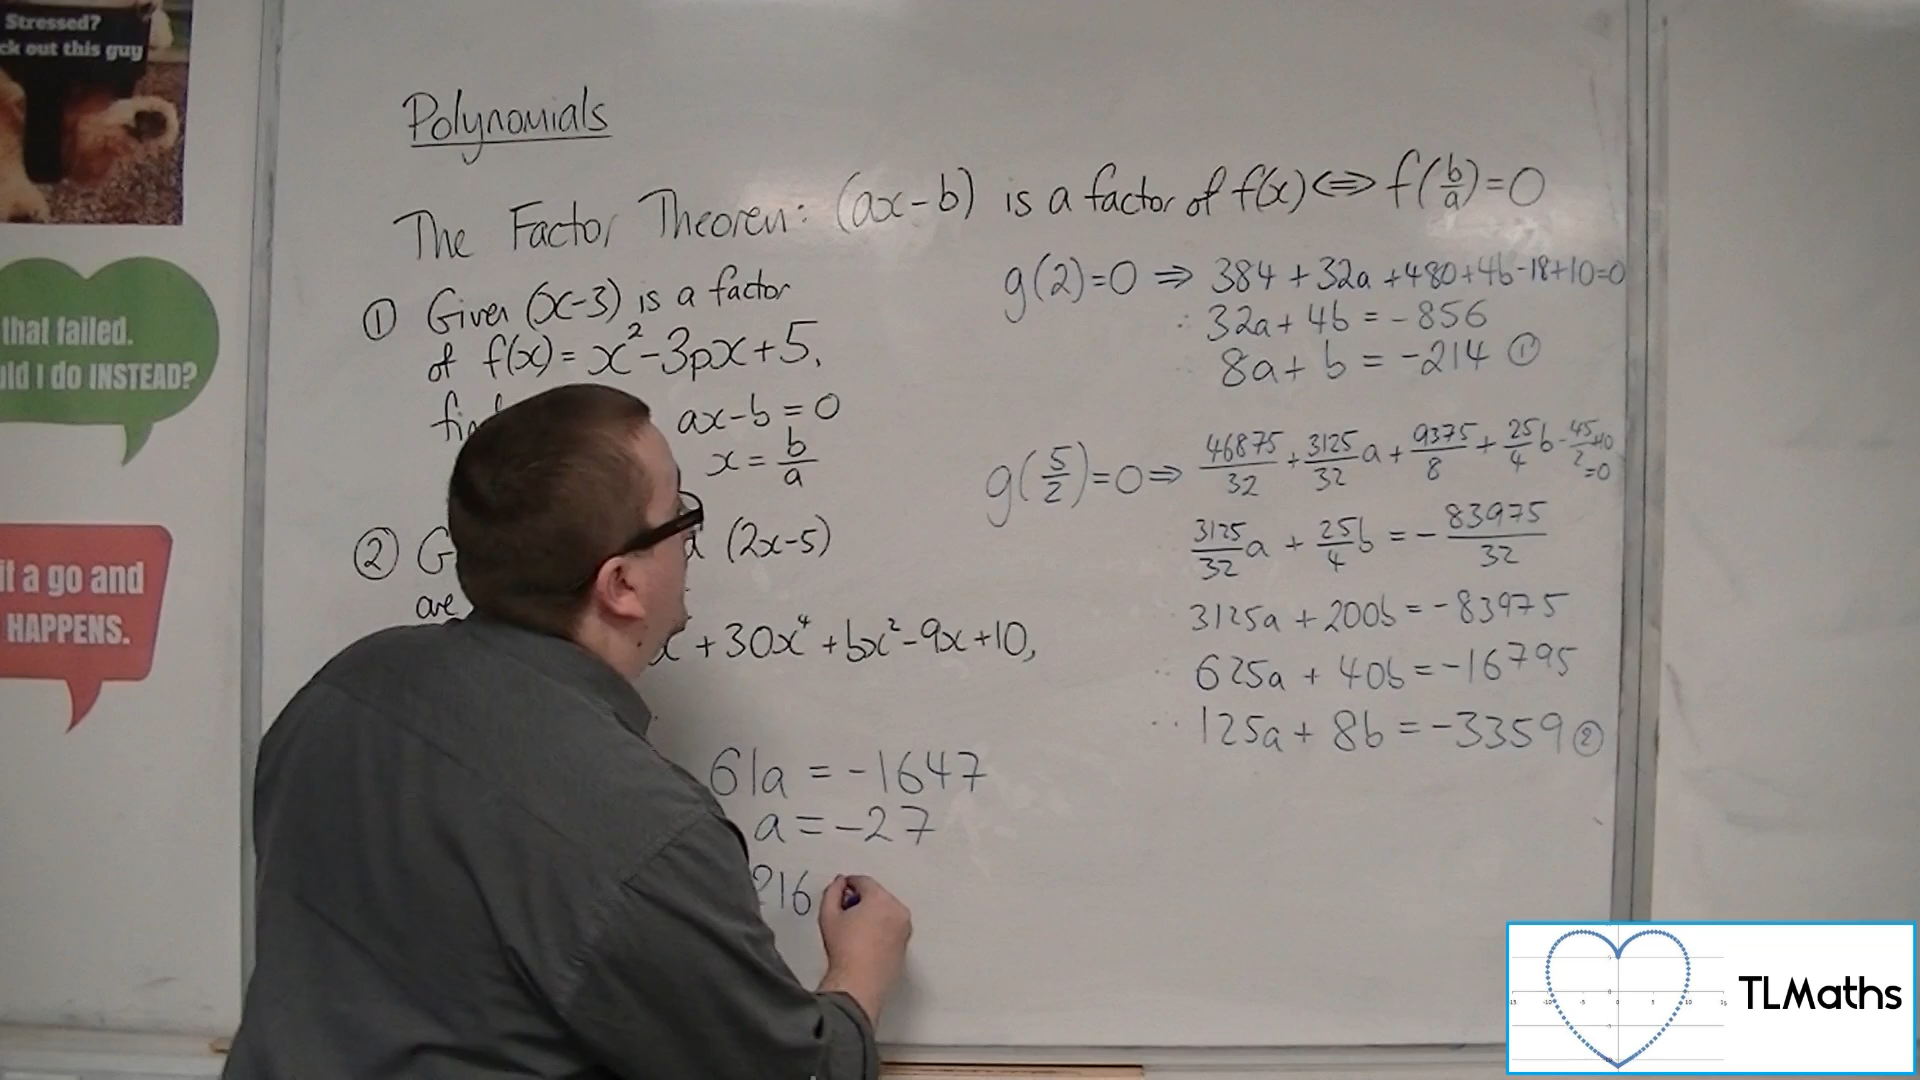 Stressed?
ck out this guy
that failed.
uld I do INSTEAD?
it a go and
HAPPENS.
Polynomials
The Factor Theorem: (ax-b) is a factor of f(x) ⇔ f(b/a)=0
① Given (x-3) is a factor
of f(x) = x²-3px+5,
ax-b = 0
x = b/a
② G (2x-5)
are
+30x⁴+bx²-9x+10,
61a = -1647
a = -27
216
g(2)=0 ⇒ 384+32a+480+4b-18+10=0
∴ 32a+4b = -856
8a+b = -214 ①
g(5/2)=0 ⇒ 46875/32 + 3125/32 a + 9375/8 + 25/4 b - 45/2 +10 =0
3125/32 a + 25/4 b = - 83975/32
3125a + 200b = -83975
∴ 625a + 40b = -16795
∴ 125a + 8b = -3359 ②
TLMaths